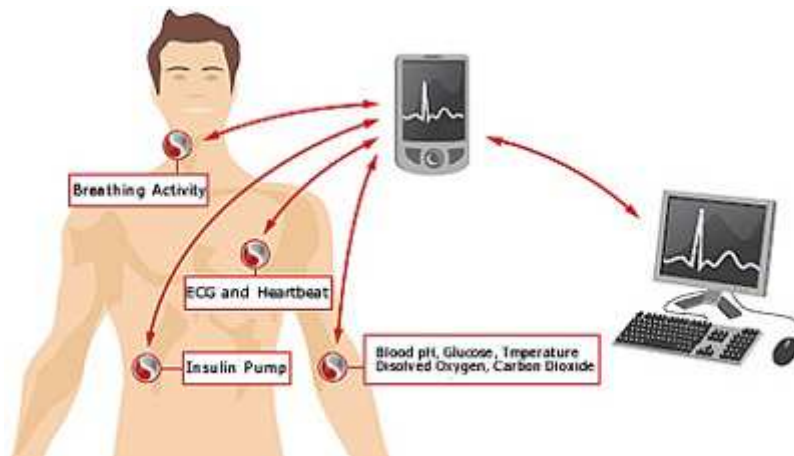 Breathing Activity
ECG and Heartbeat
Insulin Pump
Blood pH, Glucose, Tmperature
Disolved Oxygen, Carbon Dioxide